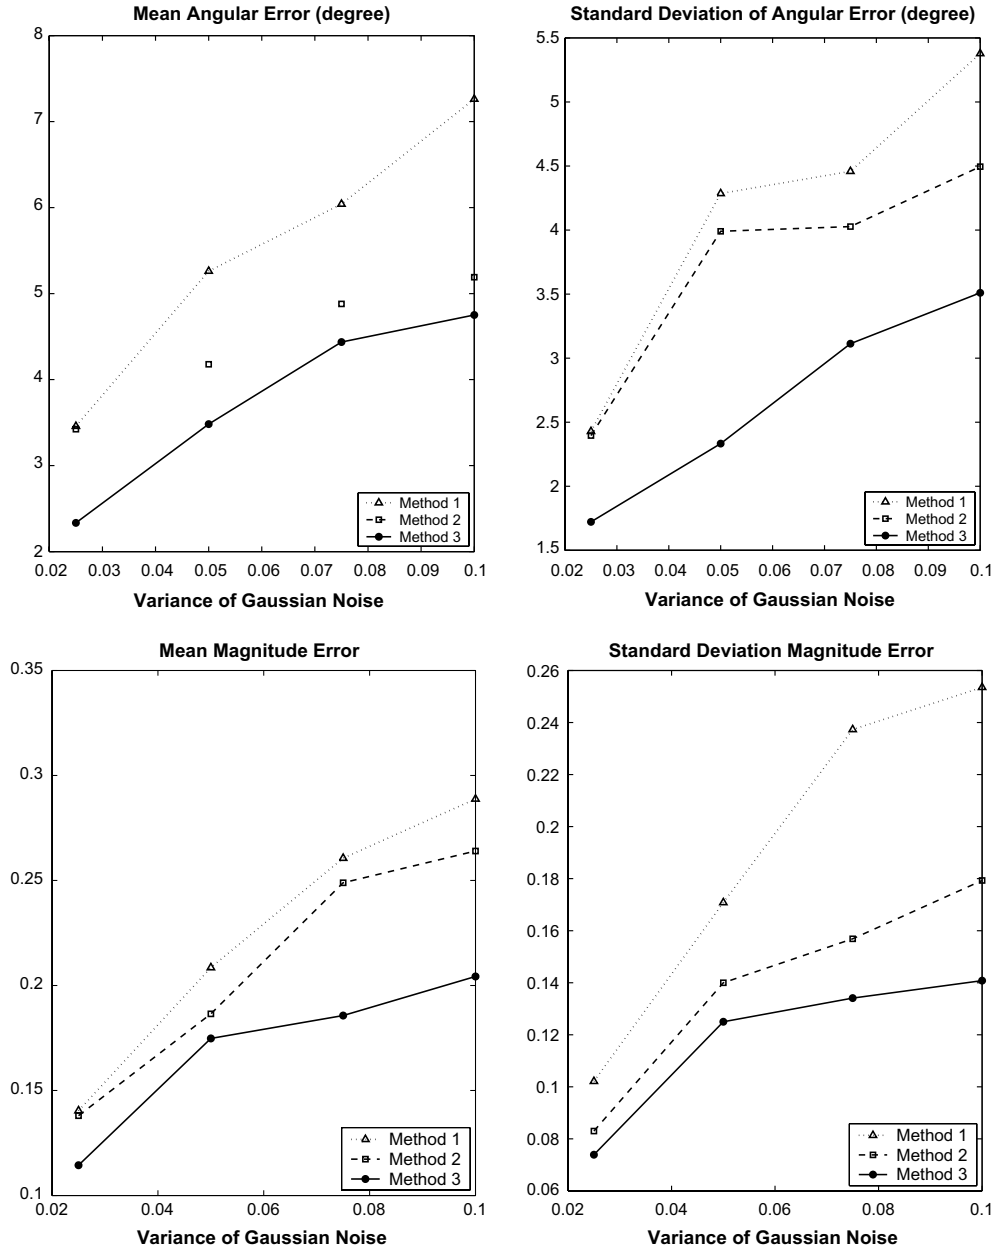 Mean Angular Error (degree)
8
7
6
5
4
3
2
0.02 0.03 0.04 0.05 0.06 0.07 0.08 0.09 0.1
Variance of Gaussian Noise
Method 1
Method 2
Method 3
Standard Deviation of Angular Error (degree)
5.5
5
4.5
4
3.5
3
2.5
2
1.5
0.02 0.03 0.04 0.05 0.06 0.07 0.08 0.09 0.1
Variance of Gaussian Noise
Method 1
Method 2
Method 3
Mean Magnitude Error
0.35
0.3
0.25
0.2
0.15
0.1
0.02 0.04 0.06 0.08 0.1
Variance of Gaussian Noise
Method 1
Method 2
Method 3
Standard Deviation Magnitude Error
0.26
0.24
0.22
0.2
0.18
0.16
0.14
0.12
0.1
0.08
0.06
0.02 0.04 0.06 0.08 0.1
Variance of Gaussian Noise
Method 1
Method 2
Method 3